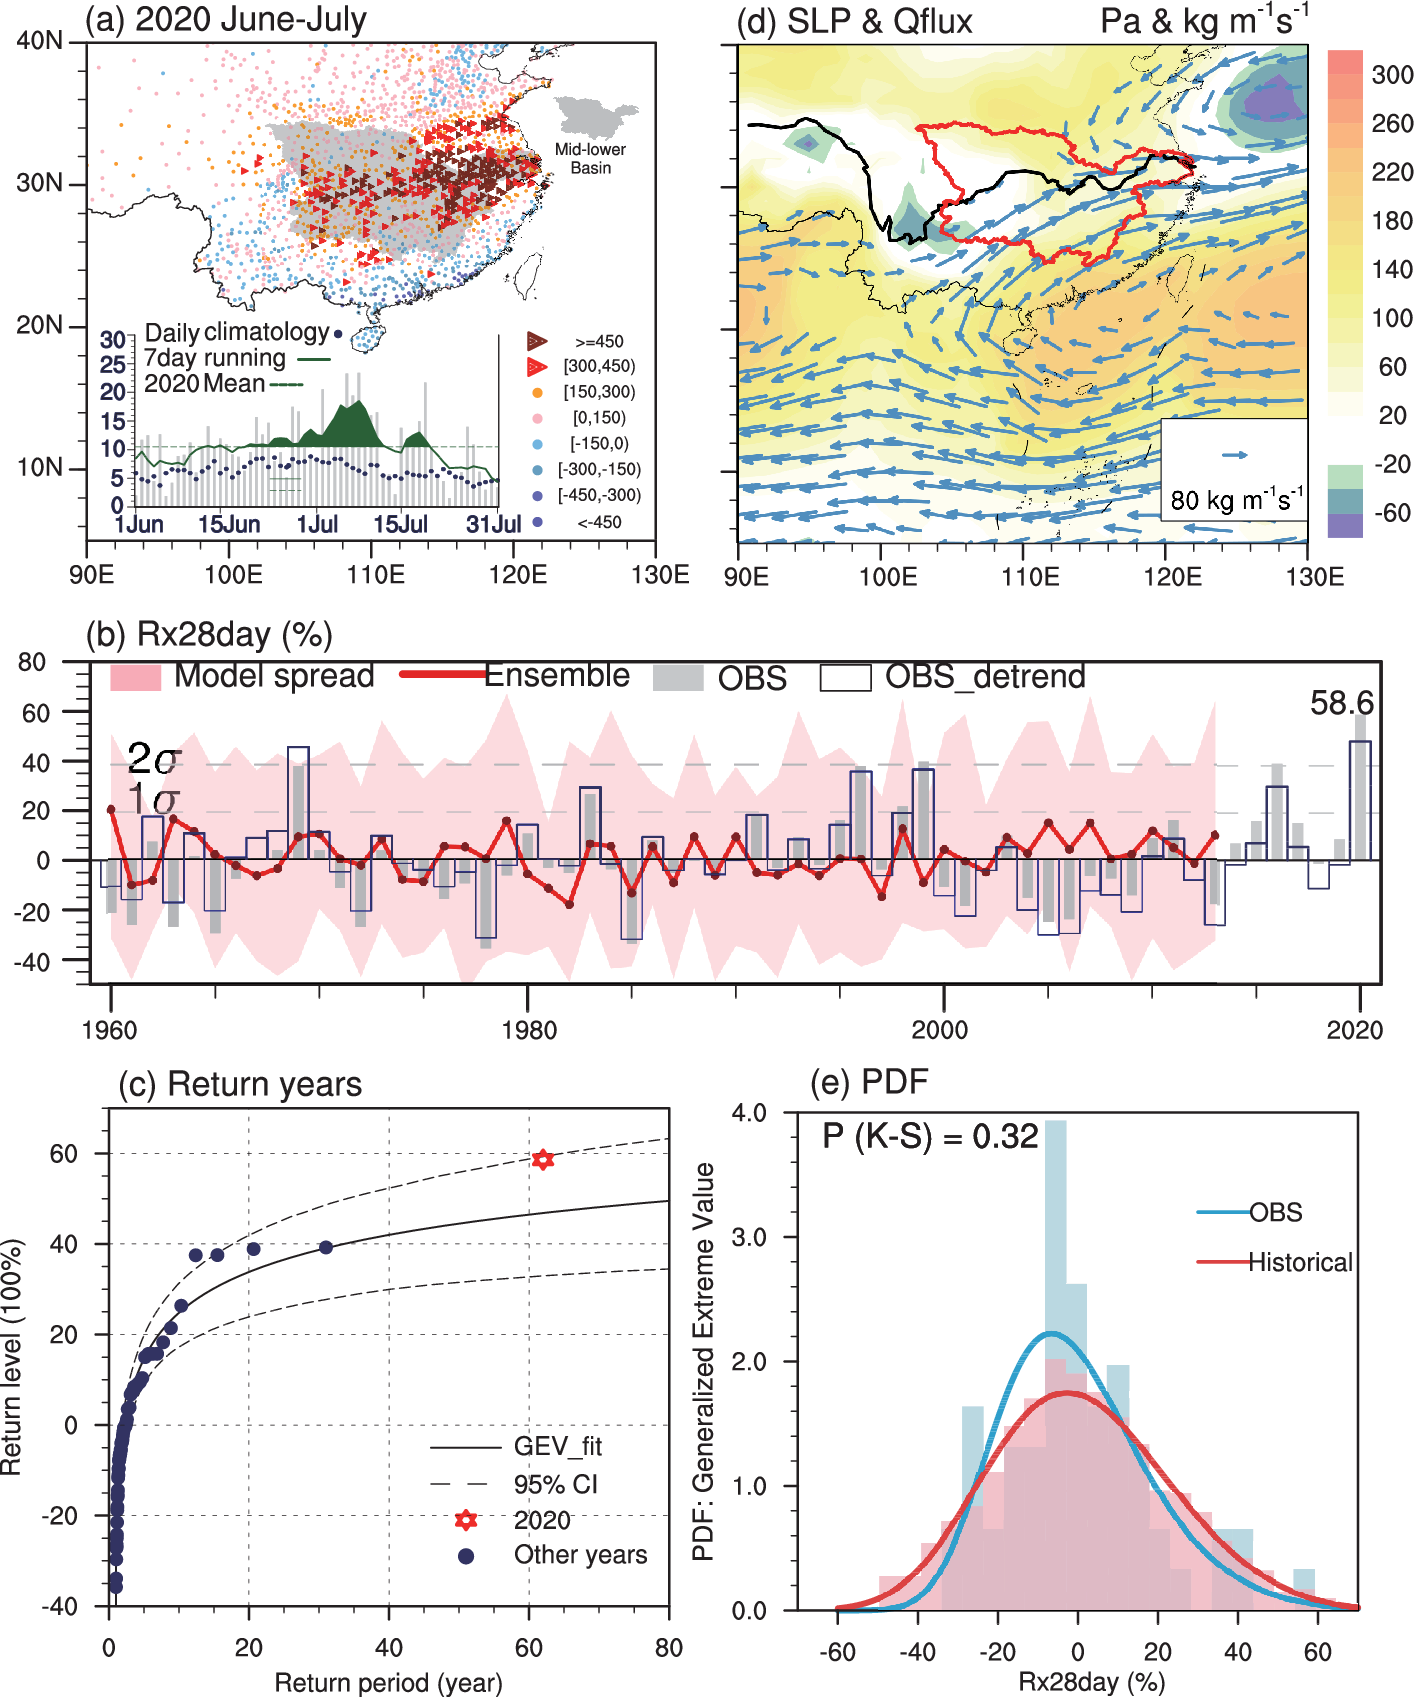 (a) 2020 June-July
40N
30N
20N
10N
Mid-lower
Basin
Daily climatology
7day running
2020 Mean
30
25
20
15
10
5
0
1Jun
15Jun
1Jul
15Jul
31Jul
>=450
[300,450)
[150,300)
[0,150)
[-150,0)
[-300,-150)
[-450,-300)
<-450
90E
100E
110E
120E
130E
(d) SLP & Qflux
Pa & kg m⁻¹s⁻¹
300
260
220
180
140
100
60
20
-20
-60
80 kg m⁻¹s⁻¹
90E
100E
110E
120E
130E
(b) Rx28day (%)
Model spread
Ensemble
OBS
OBS_detrend
80
60
40
20
0
-20
-40
2σ
1σ
58.6
1960
1980
2000
2020
(c) Return years
Return level (100%)
60
40
20
0
-20
-40
GEV_fit
95% CI
2020
Other years
0
20
40
60
80
Return period (year)
(e) PDF
PDF: Generalized Extreme Value
4.0
3.0
2.0
1.0
0.0
P (K-S) = 0.32
OBS
Historical
-60
-40
-20
0
20
40
60
Rx28day (%)